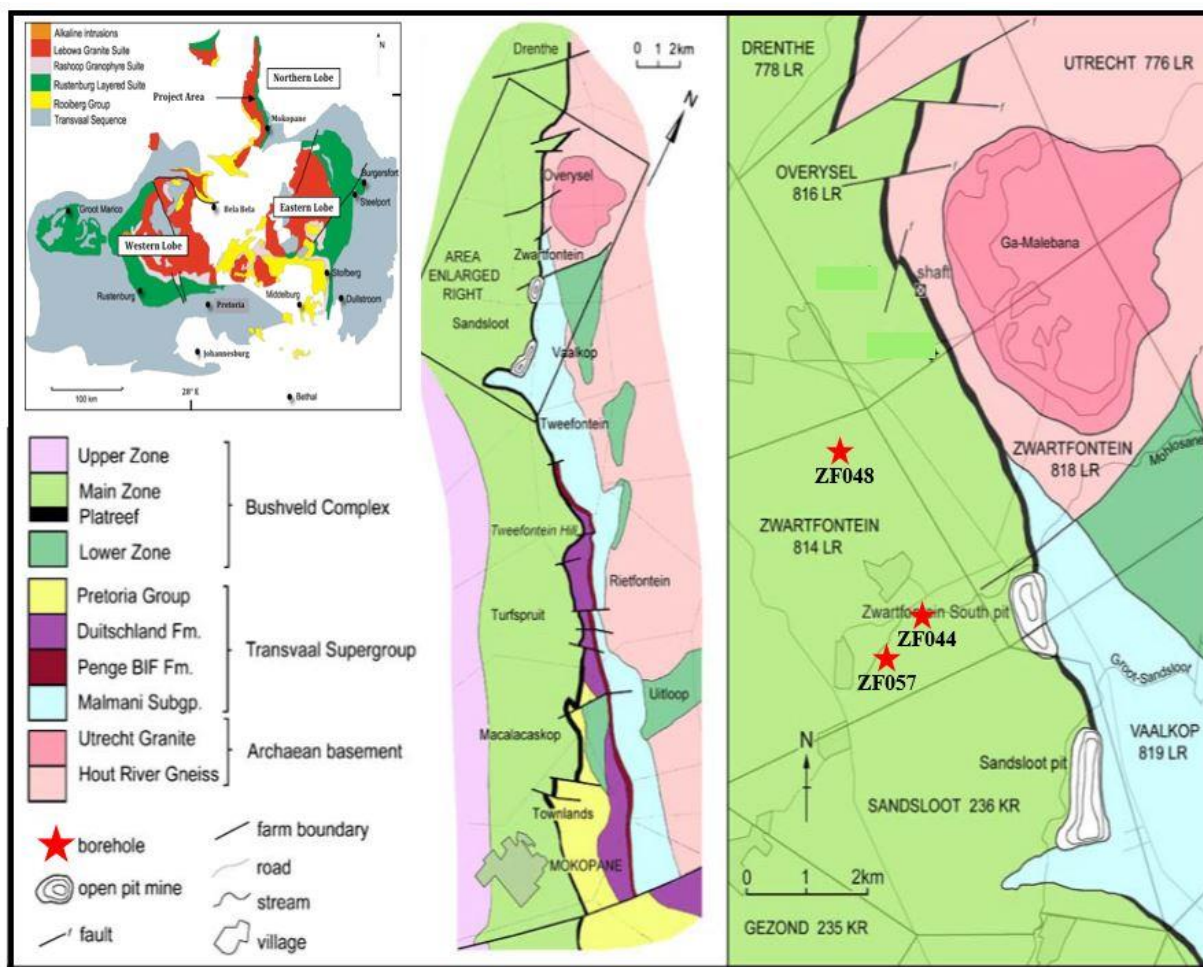 Alkaline intrusions
Lebowa Granite Suite
Rashoop Granophyre Suite
Rustenburg Layered Suite
Rooiberg Group
Transvaal Sequence
N
Northern Lobe
Project Area
Mokopane
Burgersfort
Steelport
Groot Marico
Bela Bela
Eastern Lobe
Western Lobe
Stofberg
Rustenburg
Pretoria
Middelburg
Dullstroom
Johannesburg
100 km
28° E
Bethal
Upper Zone
Main Zone
Platreef
Lower Zone
Bushveld Complex
Pretoria Group
Duitschland Fm.
Penge BIF Fm.
Malmani Subgp.
Transvaal Supergroup
Utrecht Granite
Hout River Gneiss
Archaean basement
borehole
open pit mine
f fault
farm boundary
road
stream
village
Drenthe
0 1 2km
N
Overysel
Zwartfontein
AREA
ENLARGED
RIGHT
Sandsloot
Vaalkop
Tweefontein
Tweefontein Hill
Rietfontein
Turfspruit
Uitloop
Macalacaskop
Townlands
MOKOPANE
DRENTHE
778 LR
UTRECHT 776 LR
f
OVERYSEL
816 LR
f
f
Ga-Malebana
shaft
ZWARTFONTEIN
818 LR
Mohlosane
ZF048
ZWARTFONTEIN
814 LR
Zwartfontein South pit
ZF044
ZF057
Groot-Sandsloot
VAALKOP
819 LR
N
Sandsloot pit
SANDSLOOT 236 KR
0 1 2km
GEZOND 235 KR